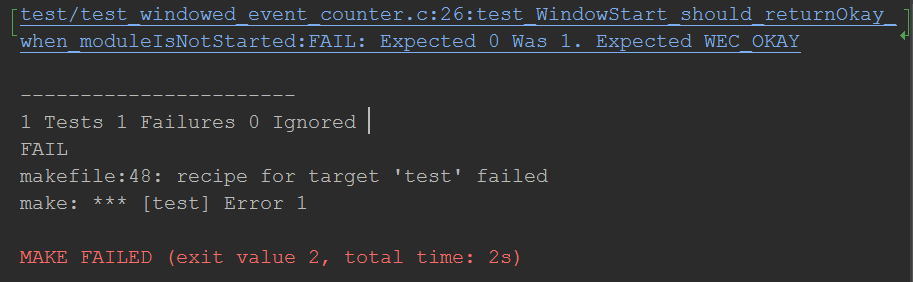 test/test_windowed_event_counter.c:26:test_WindowStart_should_returnOkay_
when_moduleIsNotStarted:FAIL: Expected 0 Was 1. Expected WEC_OKAY
-----------------------
1 Tests 1 Failures 0 Ignored
FAIL
makefile:48: recipe for target 'test' failed
make: *** [test] Error 1
MAKE FAILED (exit value 2, total time: 2s)